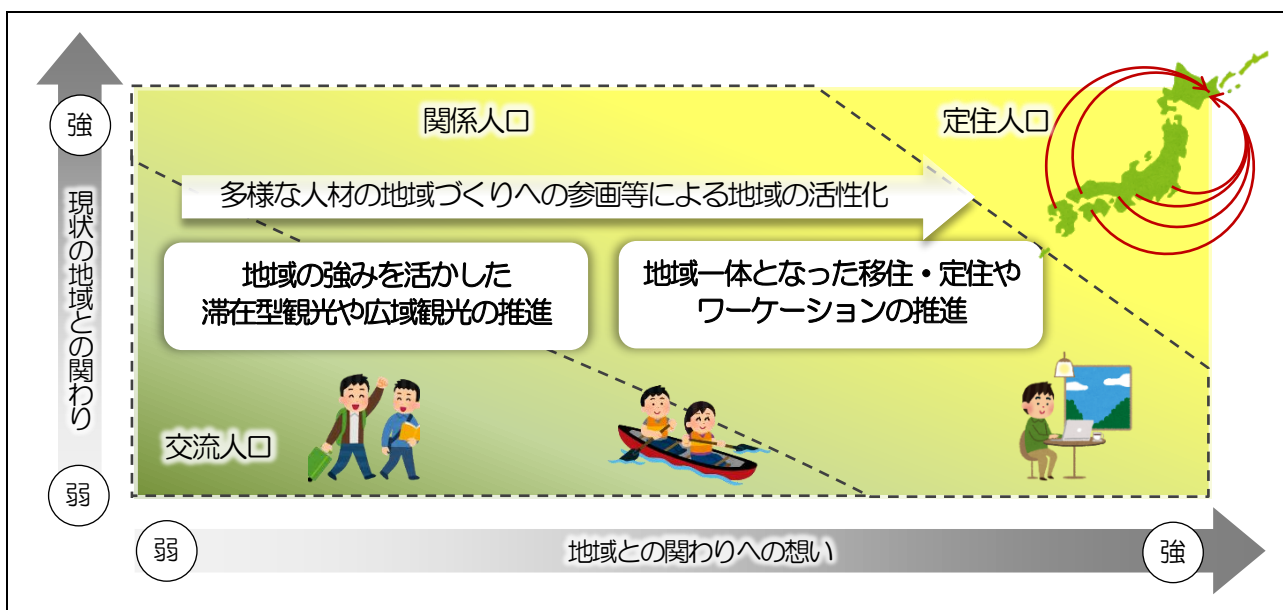 強
関係人口
定住人口
多様な人材の地域づくりへの参画等による地域の活性化
現状の地域との関わり
地域の強みを活かした
滞在型観光や広域観光の推進
地域一体となった移住・定住や
ワーケーションの推進
交流人口
弱
弱
地域との関わりへの想い
強